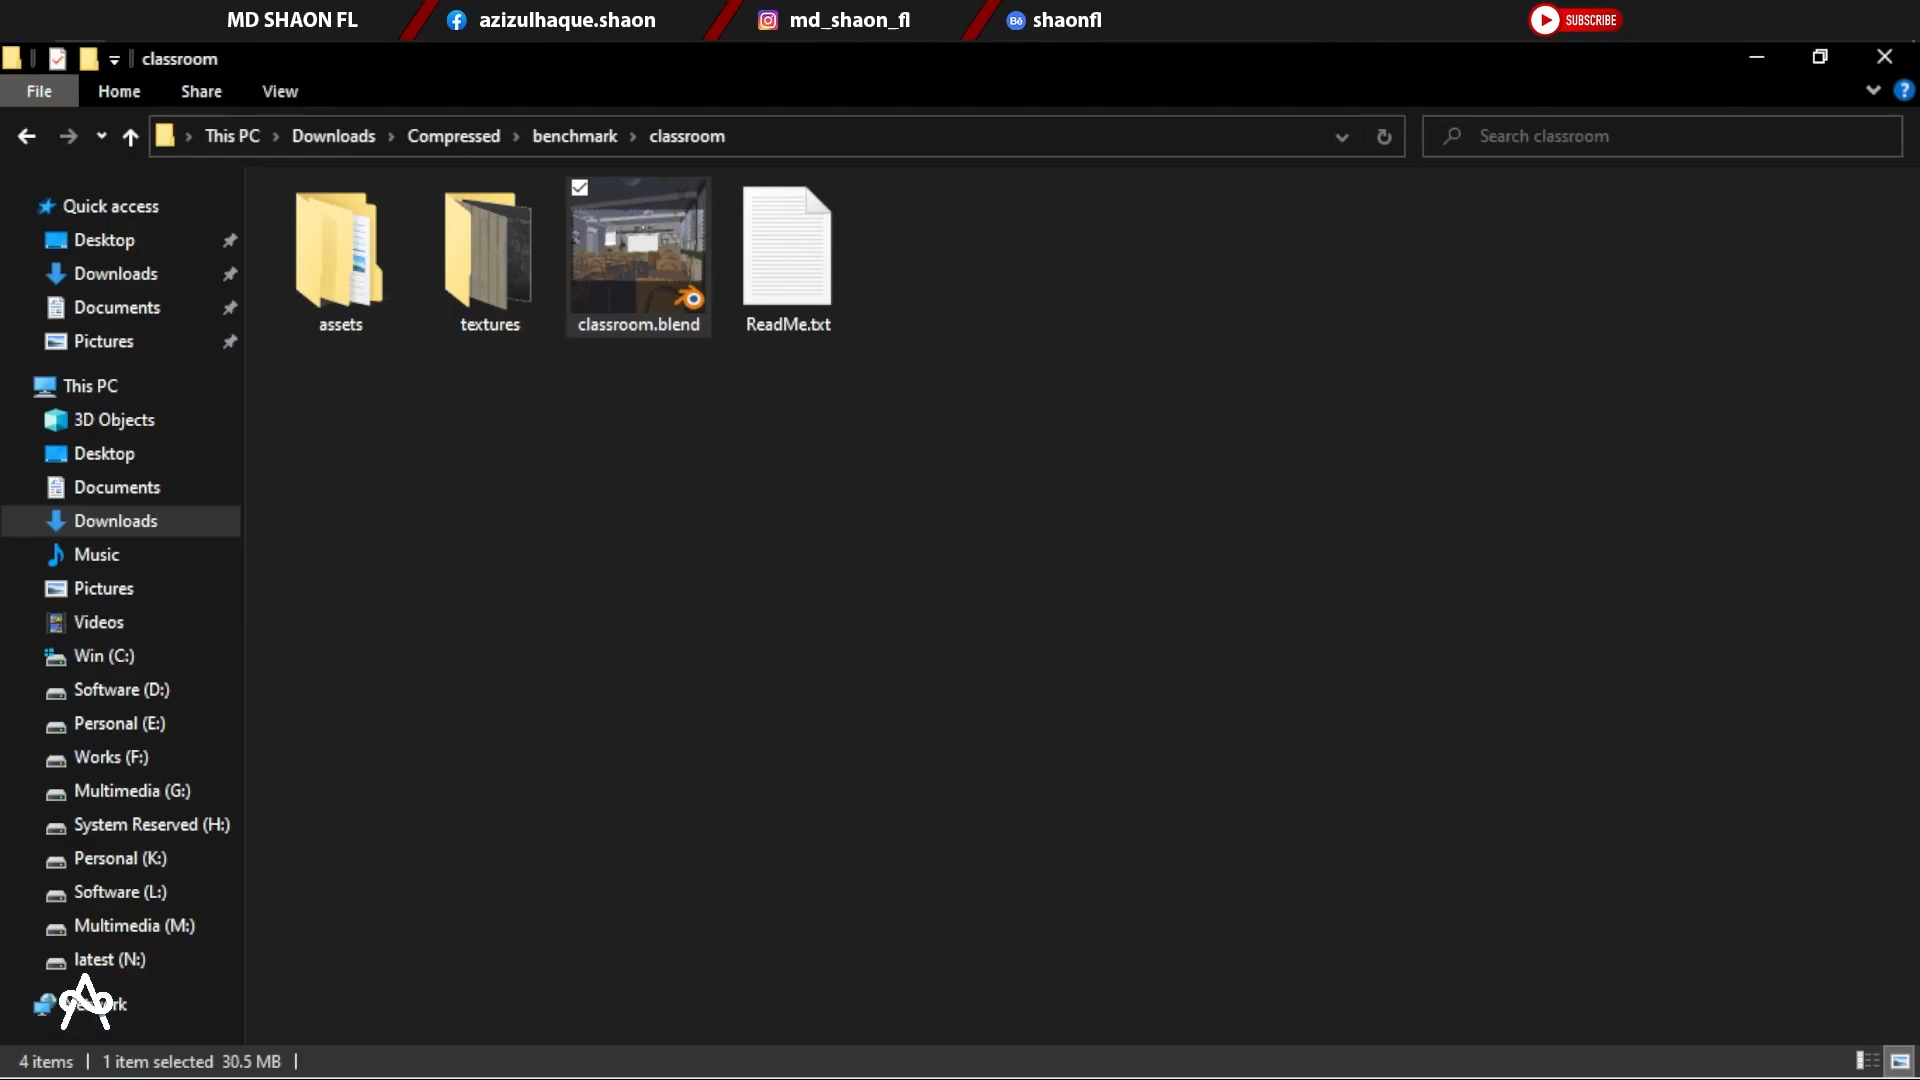 MD SHAON FL
azizulhaque.shaon
md_shaon_fl
Bē shaonfl
SUBSCRIBE
classroom
File Home Share View
This PC Downloads Compressed benchmark classroom
Search classroom
Quick access
Desktop
Downloads
Documents
Pictures
This PC
3D Objects
Desktop
Documents
Downloads
Music
Pictures
Videos
Win (C:)
Software (D:)
Personal (E:)
Works (F:)
Multimedia (G:)
System Reserved (H:)
Personal (K:)
Software (L:)
Multimedia (M:)
latest (N:)
assets
textures
classroom.blend
ReadMe.txt
4 items | 1 item selected 30.5 MB |